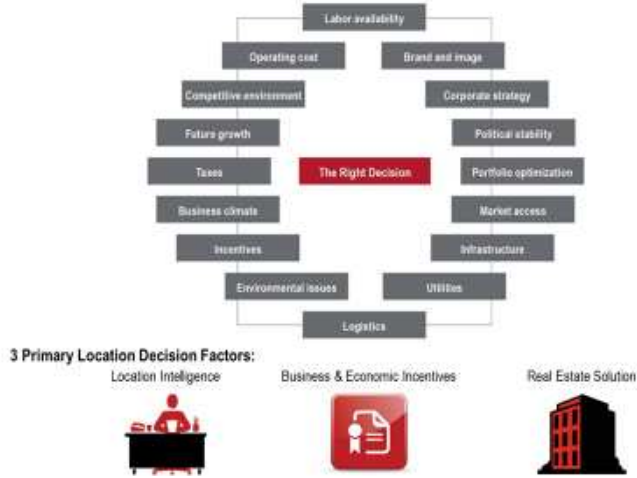 Labor availability
Operating cost
Brand and image
Competitive environment
Corporate strategy
Future growth
Political stability
Taxes
The Right Decision
Portfolio optimization
Business climate
Market access
Incentives
Infrastructure
Environmental issues
Utilities
Logistics
3 Primary Location Decision Factors:
Location Intelligence
Business & Economic Incentives
Real Estate Solution